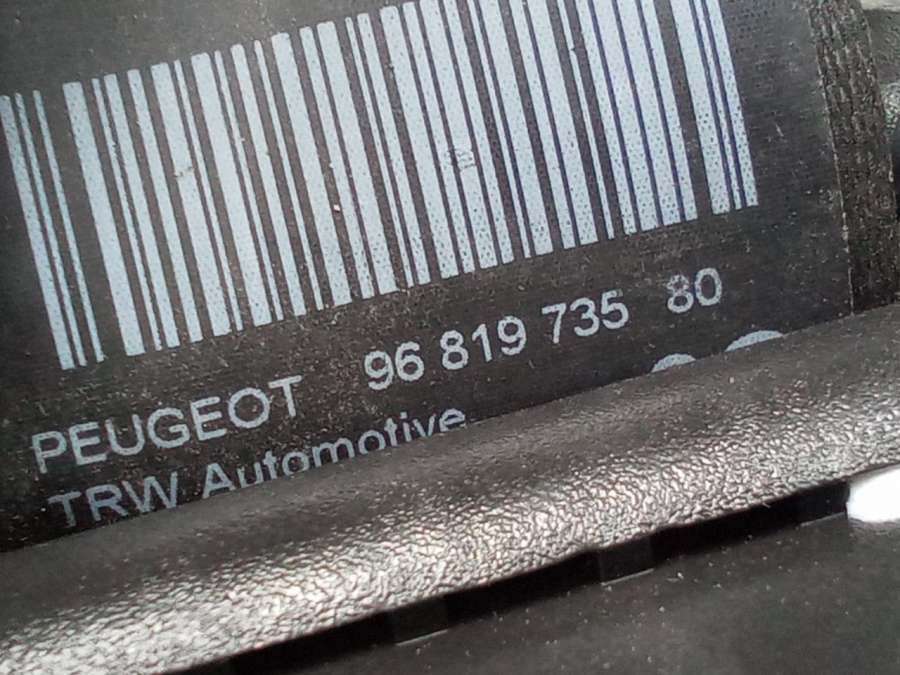 PEUGEOT 96 819 735 80
TRW Automotive